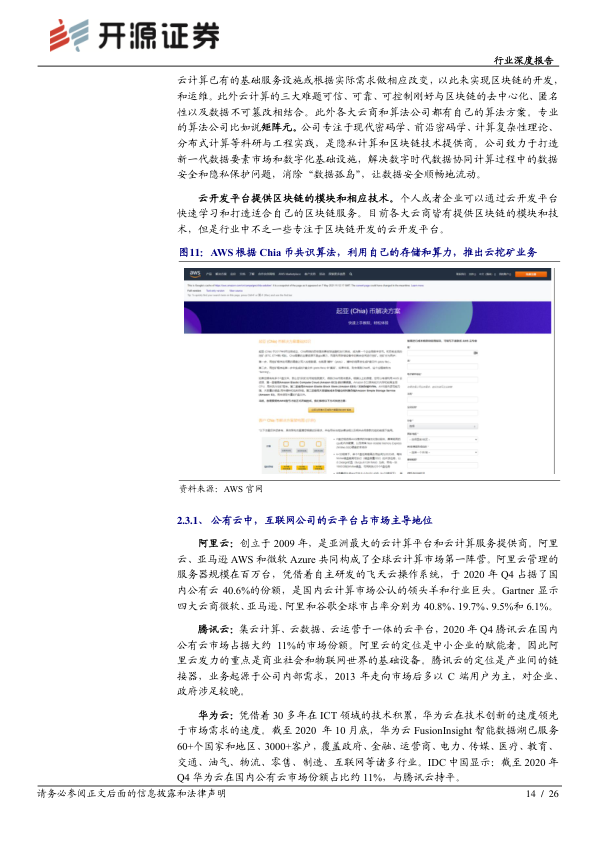 开源证券
行业深度报告
云计算已有的基础服务设施或根据实际需求做相应改变，以此来实现区块链的开发，
和运维。此外云计算的三大难题可信、可靠、可控制刚好与区块链的去中心化、匿名
性以及数据不可篡改相结合。此外各大云商和算法公司都有自己的算法方案。专业
的算法公司比如说矩阵元。公司专注于现代密码学、前沿密码学、计算复杂性理论、
分布式计算等科研与工程实践，是隐私计算和区块链技术提供商。公司致力于打造
新一代数据要素市场和数字化基础设施，解决数字时代数据协同计算过程中的数据
安全和隐私保护问题，消除“数据孤岛”，让数据安全顺畅地流动。
云开发平台提供区块链的模块和相应技术。个人或者企业可以通过云开发平台
快速学习和打造适合自己的区块链服务。目前各大云商皆有提供区块链的模块和技
术，但是行业中不乏一些专注于区块链开发的云开发平台。
图11：AWS 根据 Chia 币共识算法，利用自己的存储和算力，推出云挖矿业务
aws
起亚 (Chia) 币解决方案
资料来源：AWS 官网
2.3.1、 公有云中，互联网公司的云平台占市场主导地位
阿里云：创立于 2009 年，是亚洲最大的云计算平台和云计算服务提供商。阿里
云、亚马逊 AWS 和微软 Azure 共同构成了全球云计算市场第一阵营。阿里云管理的
服务器规模在百万台，凭借着自主研发的飞天云操作系统，于 2020 年 Q4 占据了国
内公有云 40.6%的份额，是国内云计算市场公认的领头羊和行业巨头。Gartner 显示
四大云商微软、亚马逊、阿里和谷歌全球市占率分别为 40.8%、19.7%、9.5%和 6.1%。
腾讯云：集云计算、云数据、云运营于一体的云平台，2020 年 Q4 腾讯云在国内
公有云市场占据大约 11%的市场份额。阿里云的定位是中小企业的赋能者，因此阿
里云发力的重点是商业社会和物联网世界的基础设备。腾讯云的定位是产业间的链
接器，业务起源于公司内部需求，2013 年走向市场后多以 C 端用户为主，对企业、
政府涉足较晚。
华为云：凭借着 30 多年在 ICT 领域的技术积累，华为云在技术创新的速度领先
于市场需求的速度。截至 2020 年 10 月底，华为云 FusionInsight 智能数据湖已服务
60+个国家和地区、3000+客户，覆盖政府、金融、运营商、电力、传媒、医疗、教育、
交通、油气、物流、零售、制造、互联网等诸多行业。IDC 中国显示：截至 2020 年
Q4 华为云在国内公有云市场份额占比约 11%，与腾讯云持平。
请务必参阅正文后面的信息披露和法律声明
14 / 26